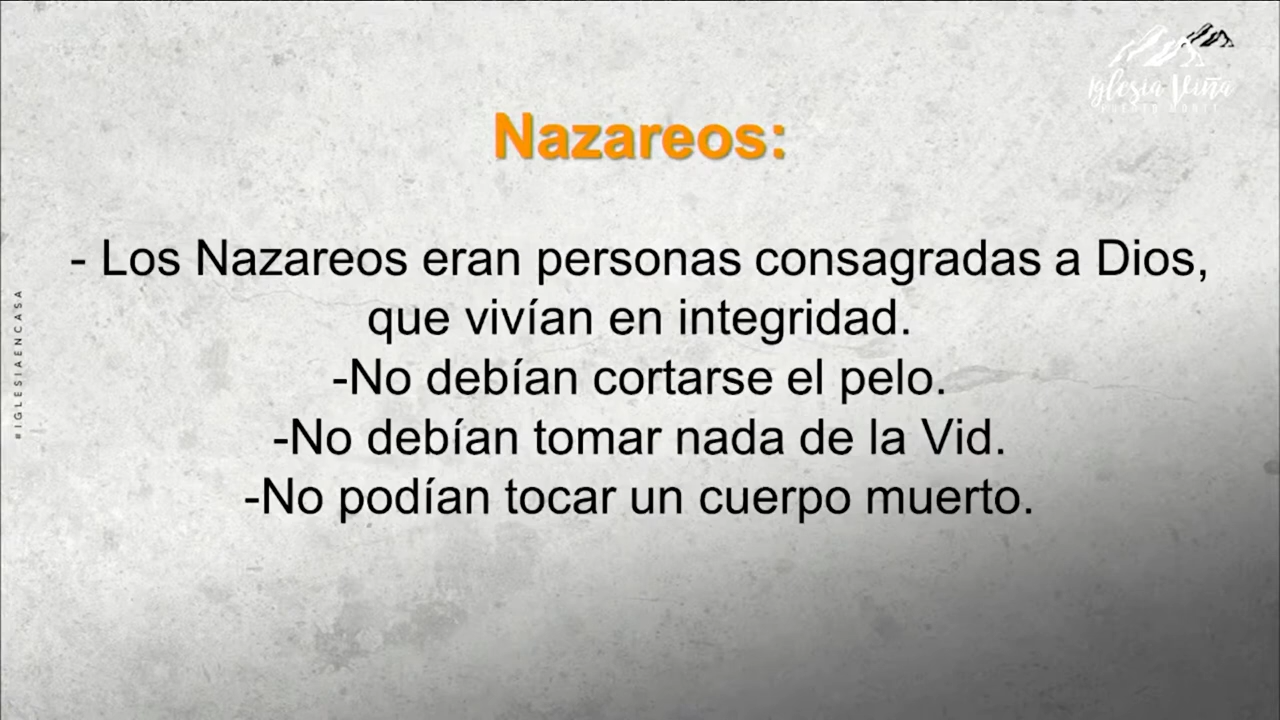 Iglesia Viña
Nazareos:
- Los Nazareos eran personas consagradas a Dios,
que vivían en integridad.
-No debían cortarse el pelo.
-No debían tomar nada de la Vid.
-No podían tocar un cuerpo muerto.
#IGLESIAENCASA